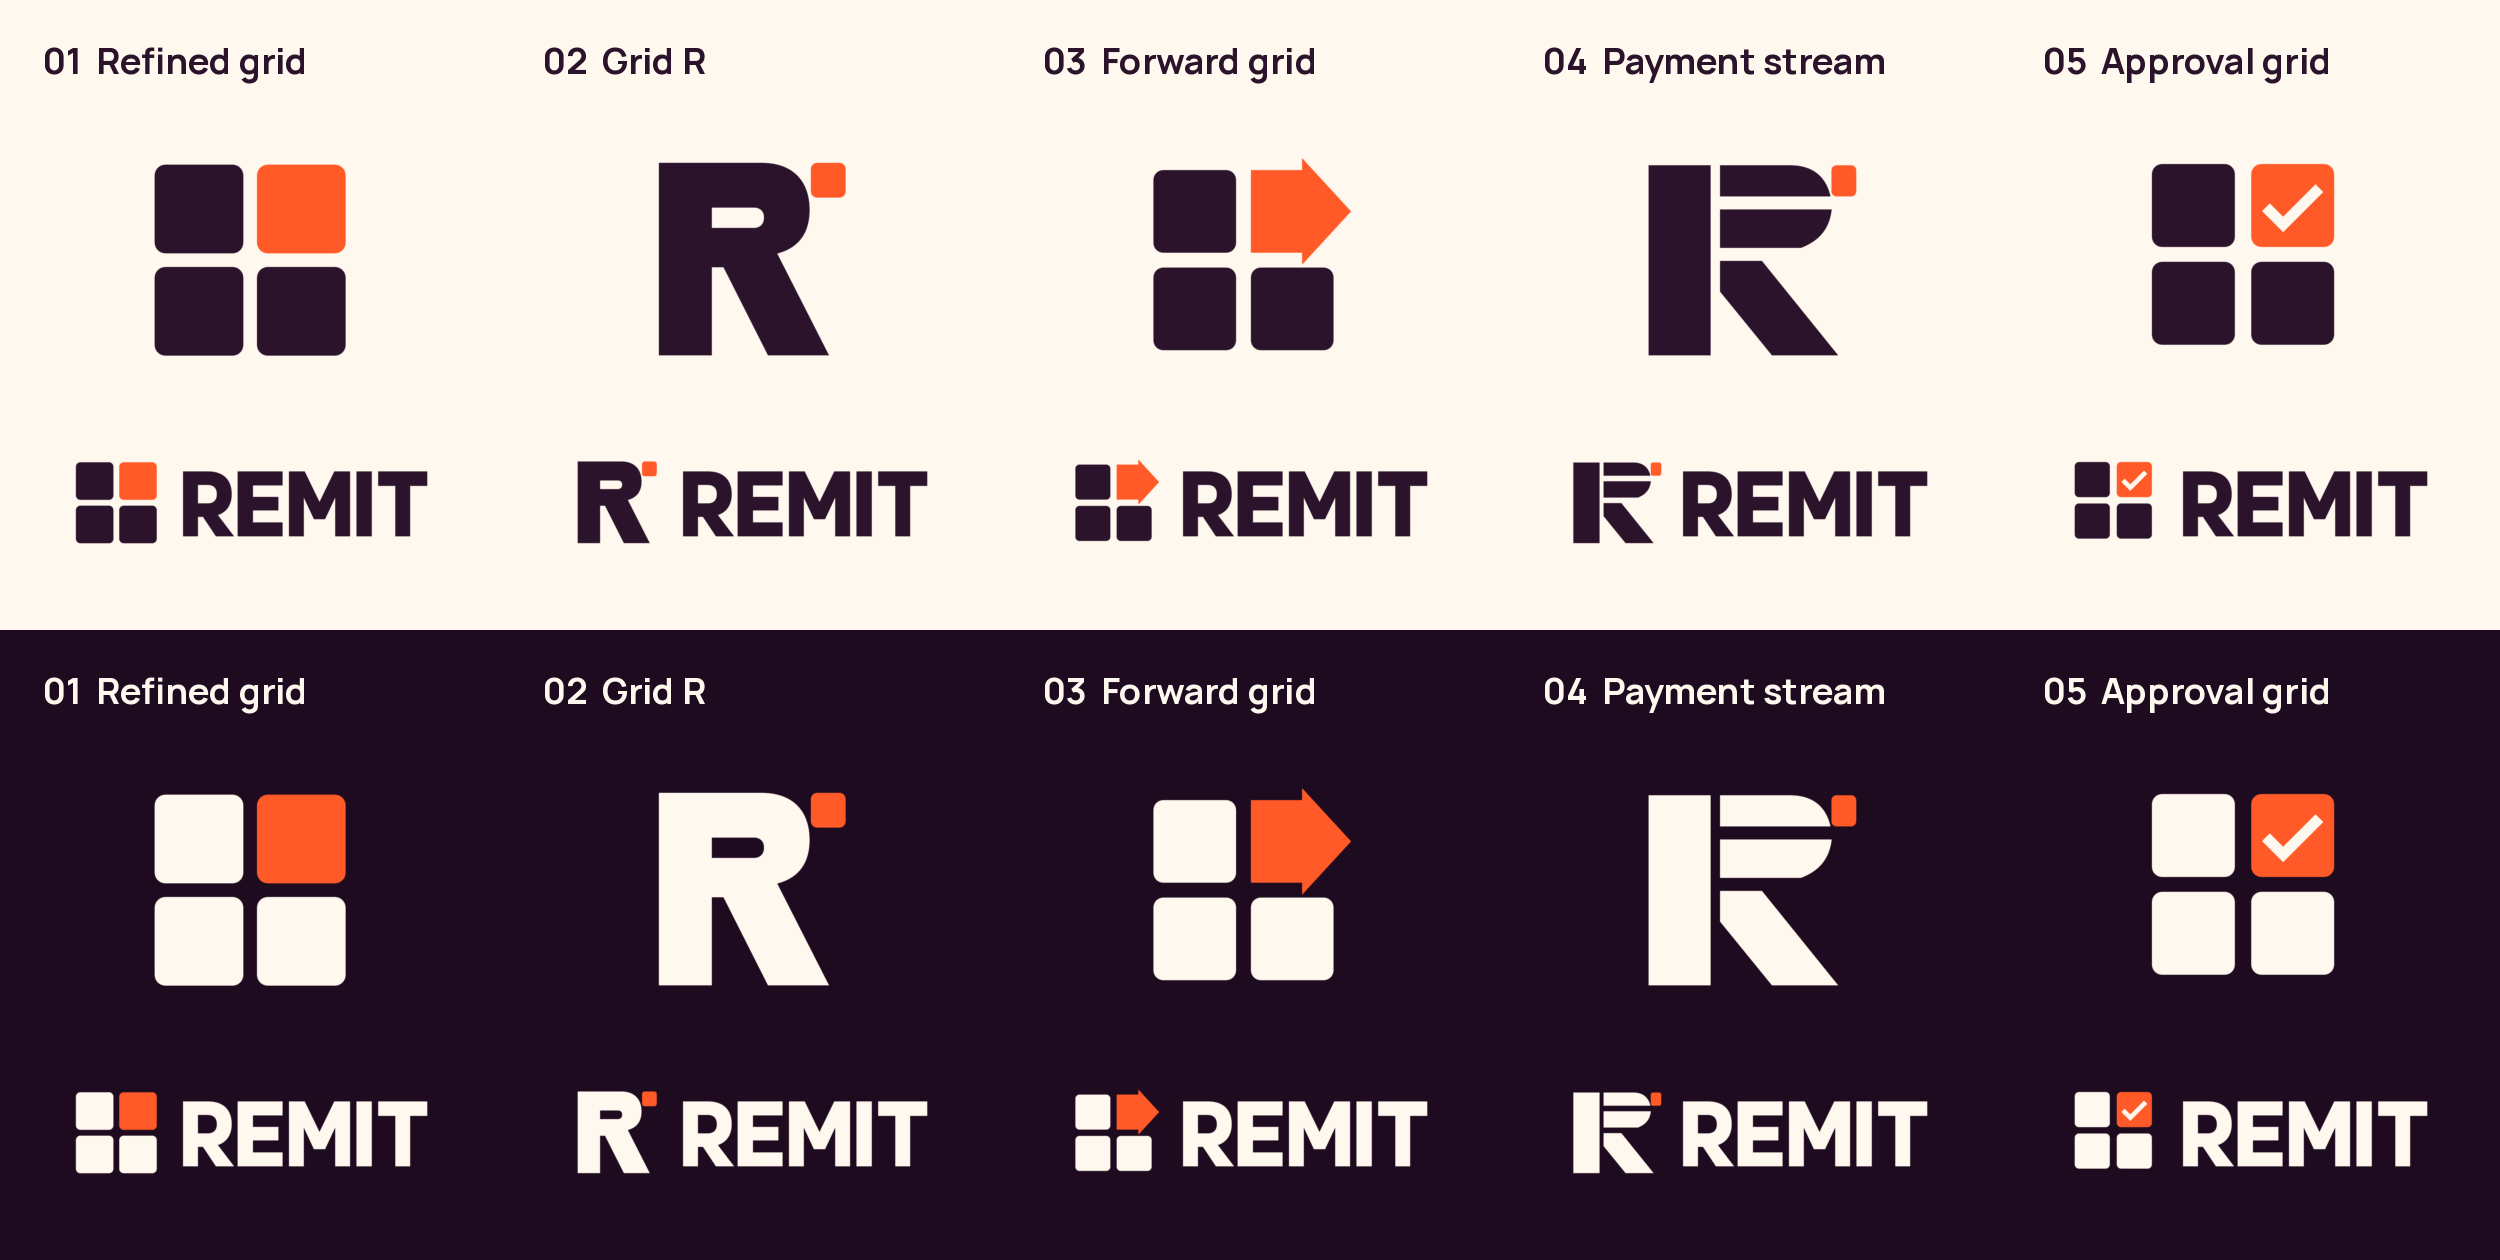 01 Refined grid
02 Grid R
03 Forward grid
04 Payment stream
05 Approval grid
R
R
REMIT
R REMIT
REMIT
R REMIT
REMIT
01 Refined grid
02 Grid R
03 Forward grid
04 Payment stream
05 Approval grid
R
R
REMIT
R REMIT
REMIT
R REMIT
REMIT